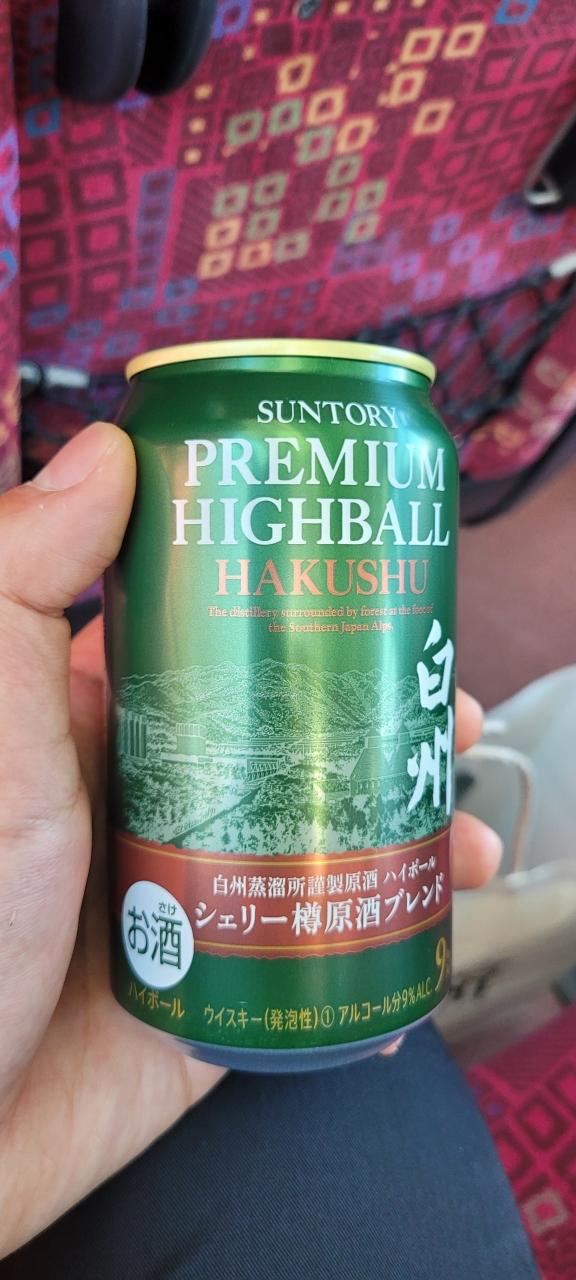 SUNTORY
PREMIUM
HIGHBALL
HAKUSHU
The distillery surrounded by forest at the foot of
the Southern Japan Alps.
白州
白州蒸溜所謹製原酒 ハイボール
シェリー樽原酒ブレンド
さけ
お酒
ハイボール
ウイスキー(発泡性)① アルコール分9% ALC.
9